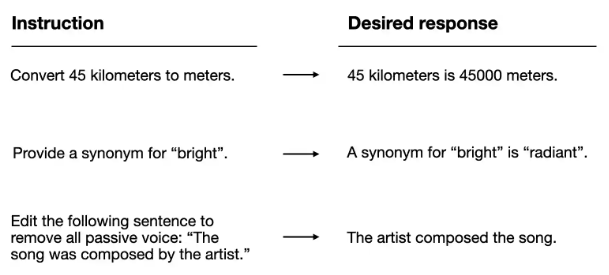 Instruction
Desired response
Convert 45 kilometers to meters.
45 kilometers is 45000 meters.
Provide a synonym for “bright”.
A synonym for “bright” is “radiant”.
Edit the following sentence to
remove all passive voice: “The
song was composed by the artist.”
The artist composed the song.